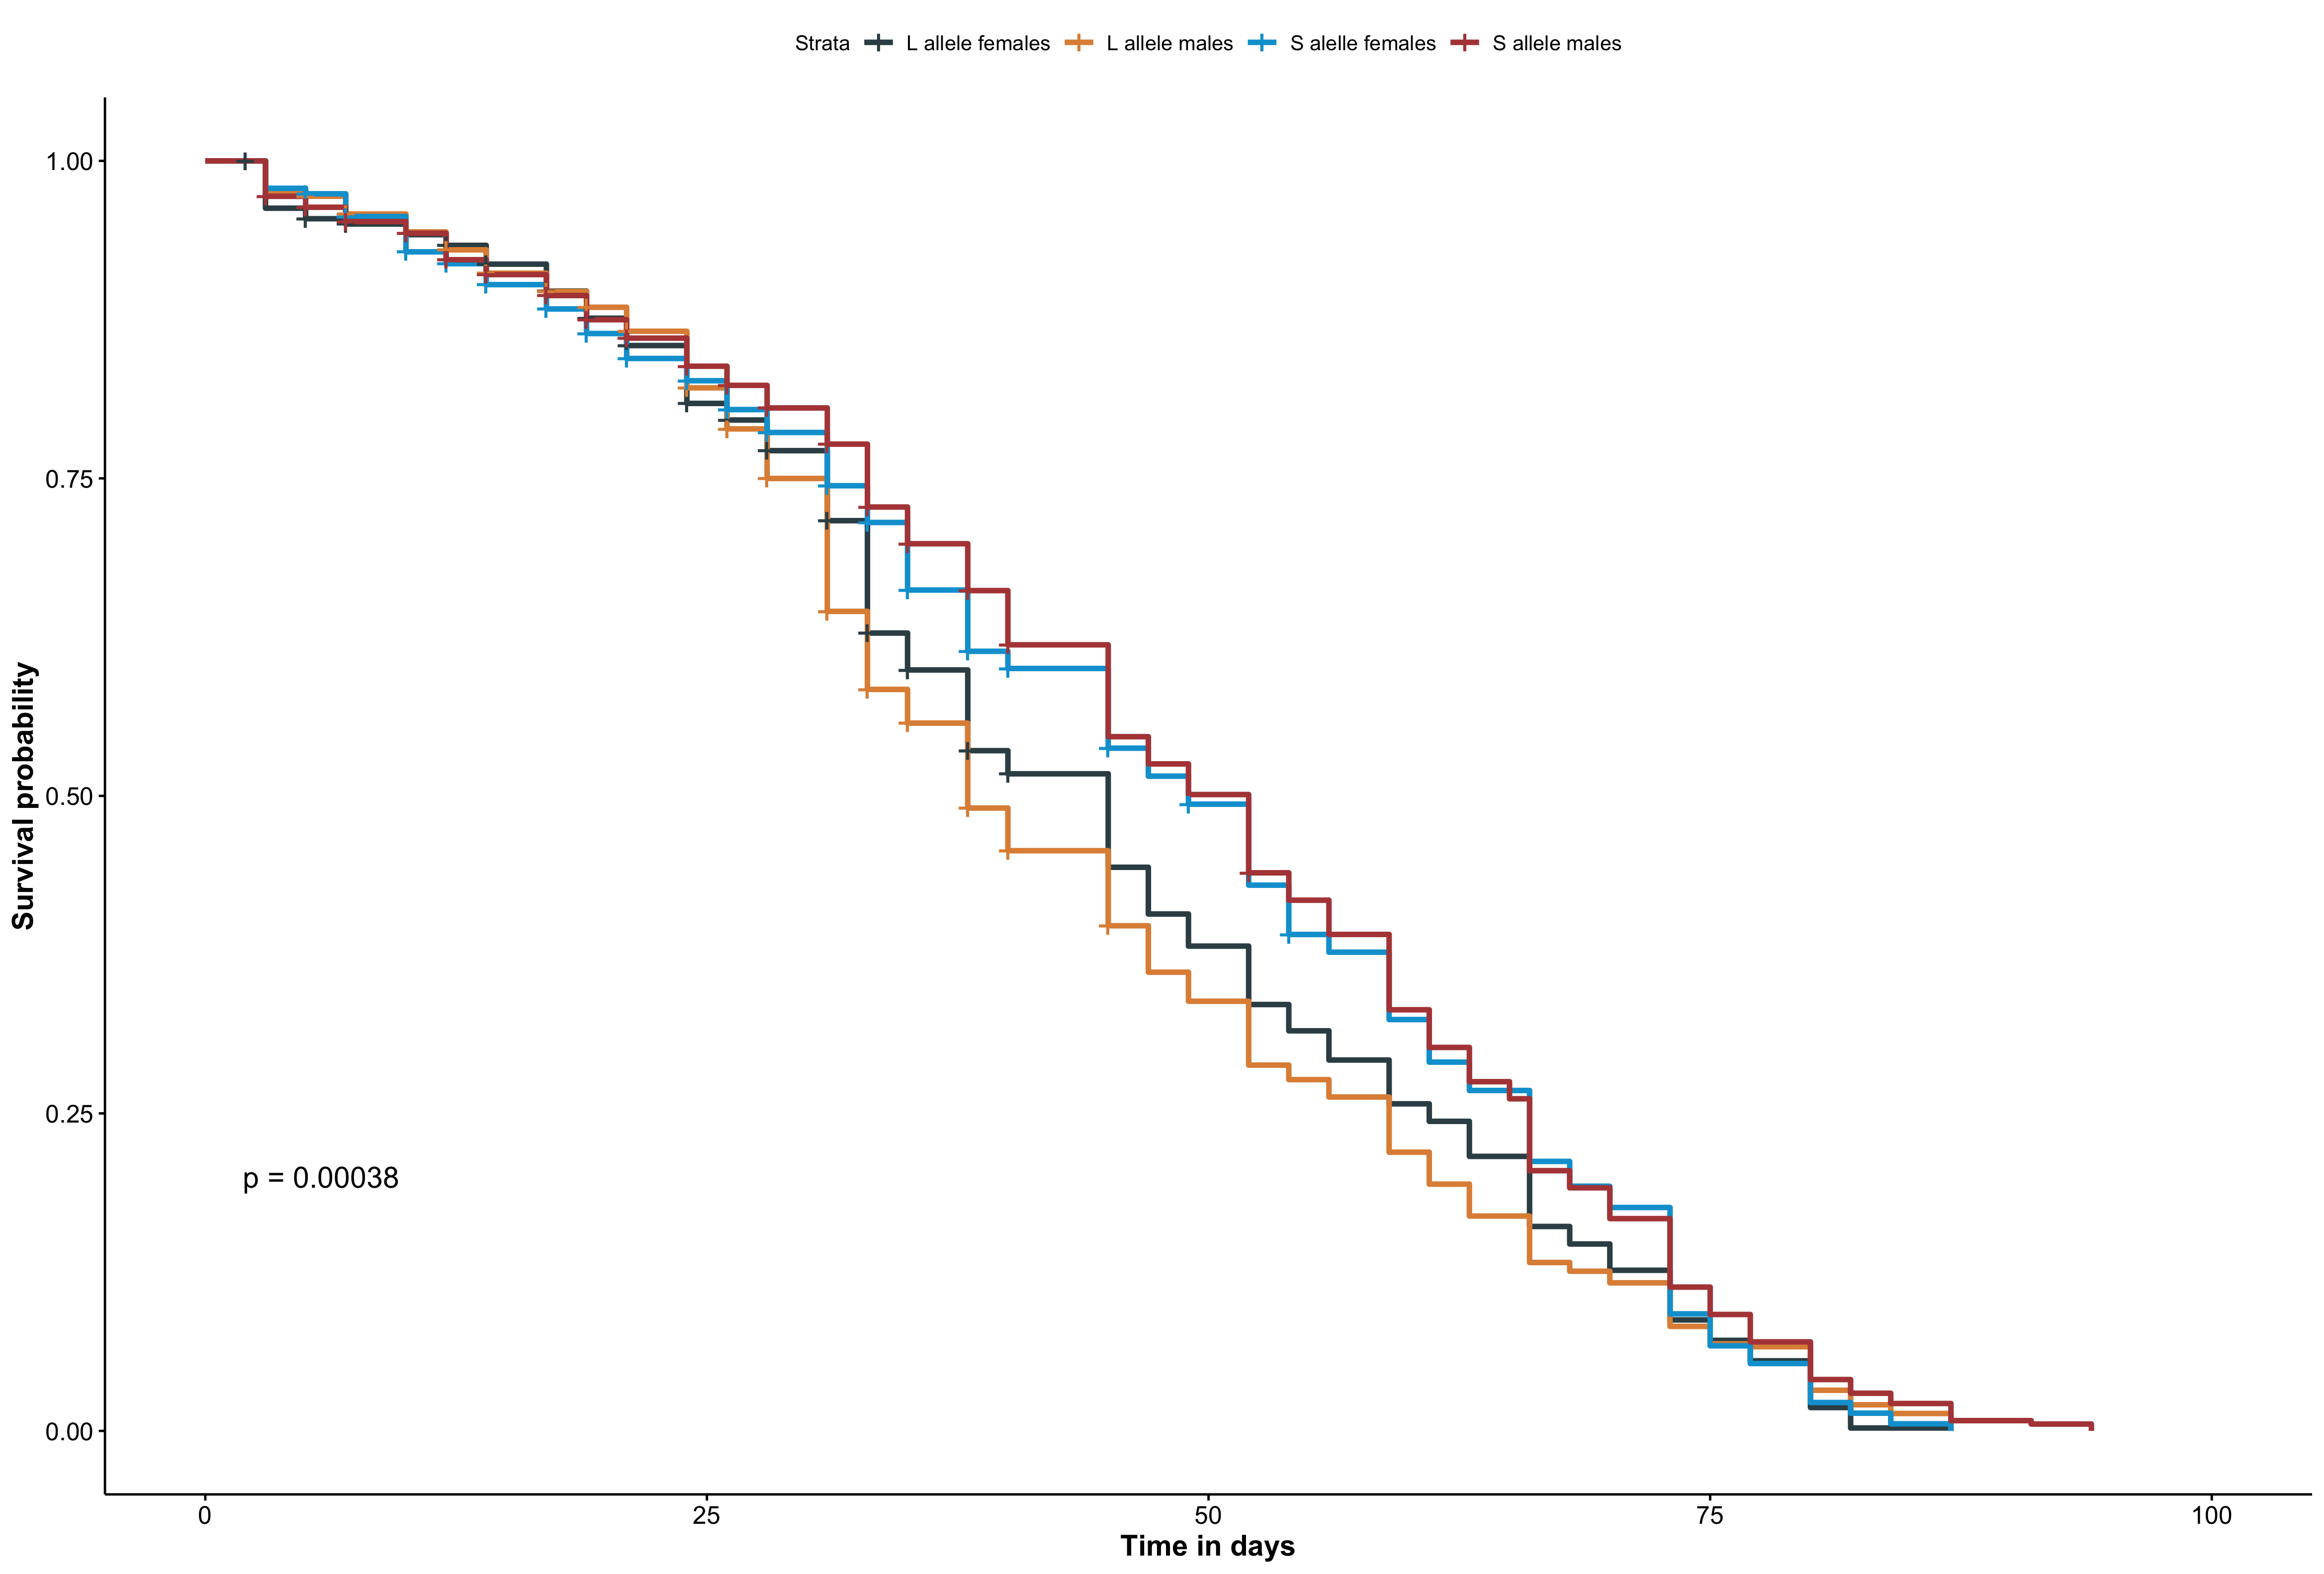 Strata L allele females L allele males S alelle females S allele males
1.00
0.75
0.50
0.25
0.00
Survival probability
p = 0.00038
0 25 50 75 100
Time in days